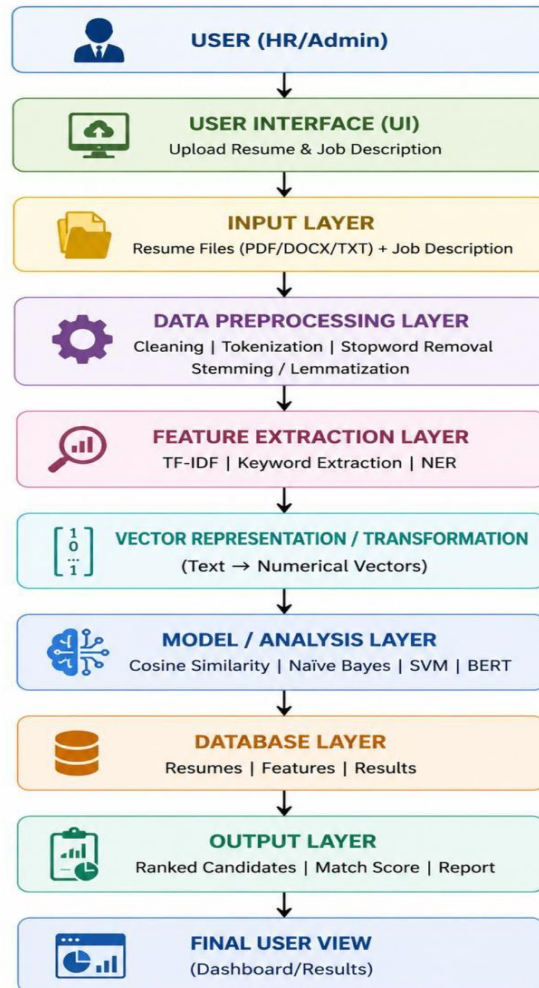 USER (HR/Admin)
USER INTERFACE (UI)
Upload Resume & Job Description
INPUT LAYER
Resume Files (PDF/DOCX/TXT) + Job Description
DATA PREPROCESSING LAYER
Cleaning | Tokenization | Stopword Removal
Stemming / Lemmatization
FEATURE EXTRACTION LAYER
TF-IDF | Keyword Extraction | NER
1
0
...
1
VECTOR REPRESENTATION / TRANSFORMATION
(Text → Numerical Vectors)
MODEL / ANALYSIS LAYER
Cosine Similarity | Naïve Bayes | SVM | BERT
DATABASE LAYER
Resumes | Features | Results
OUTPUT LAYER
Ranked Candidates | Match Score | Report
FINAL USER VIEW
(Dashboard/Results)